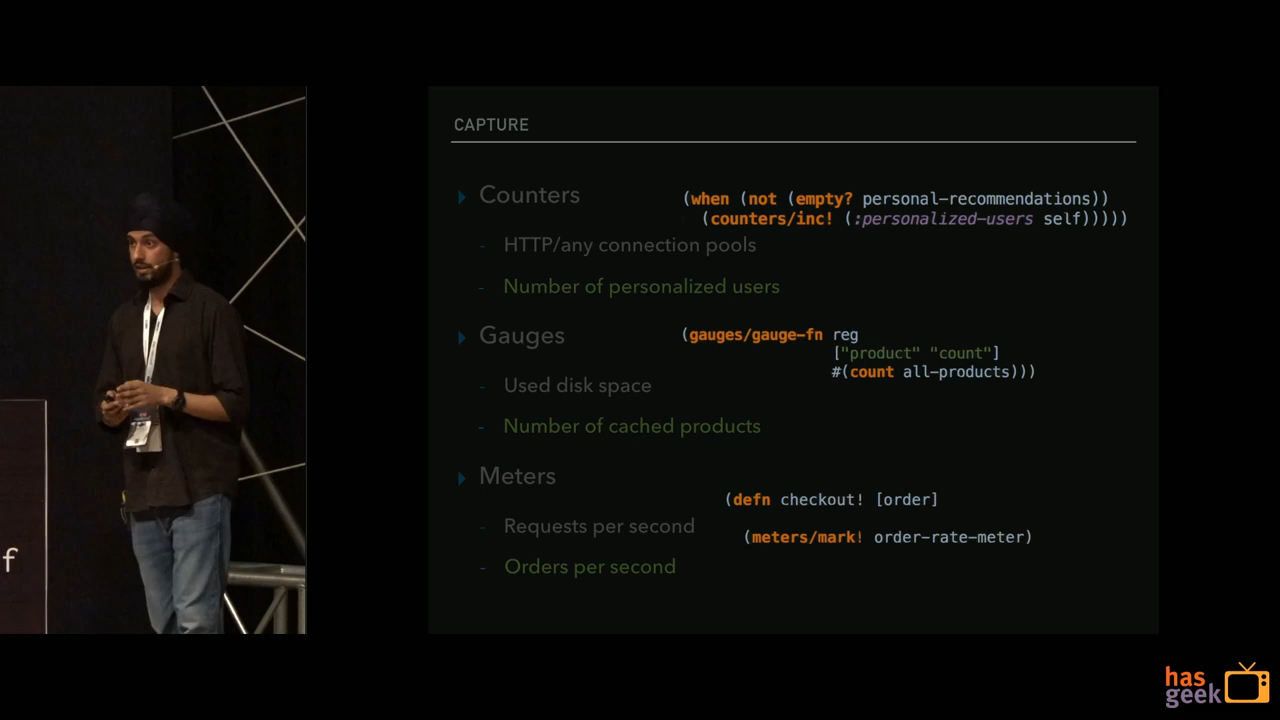 CAPTURE
Counters
(when (not (empty? personal-recommendations))
(counters/inc! (:personalized-users self)))))
- HTTP/any connection pools
- Number of personalized users
Gauges
(gauges/gauge-fn reg
["product" "count"]
#(count all-products)))
- Used disk space
- Number of cached products
Meters
(defn checkout! [order]
- Requests per second
(meters/mark! order-rate-meter)
- Orders per second
f
has
geek